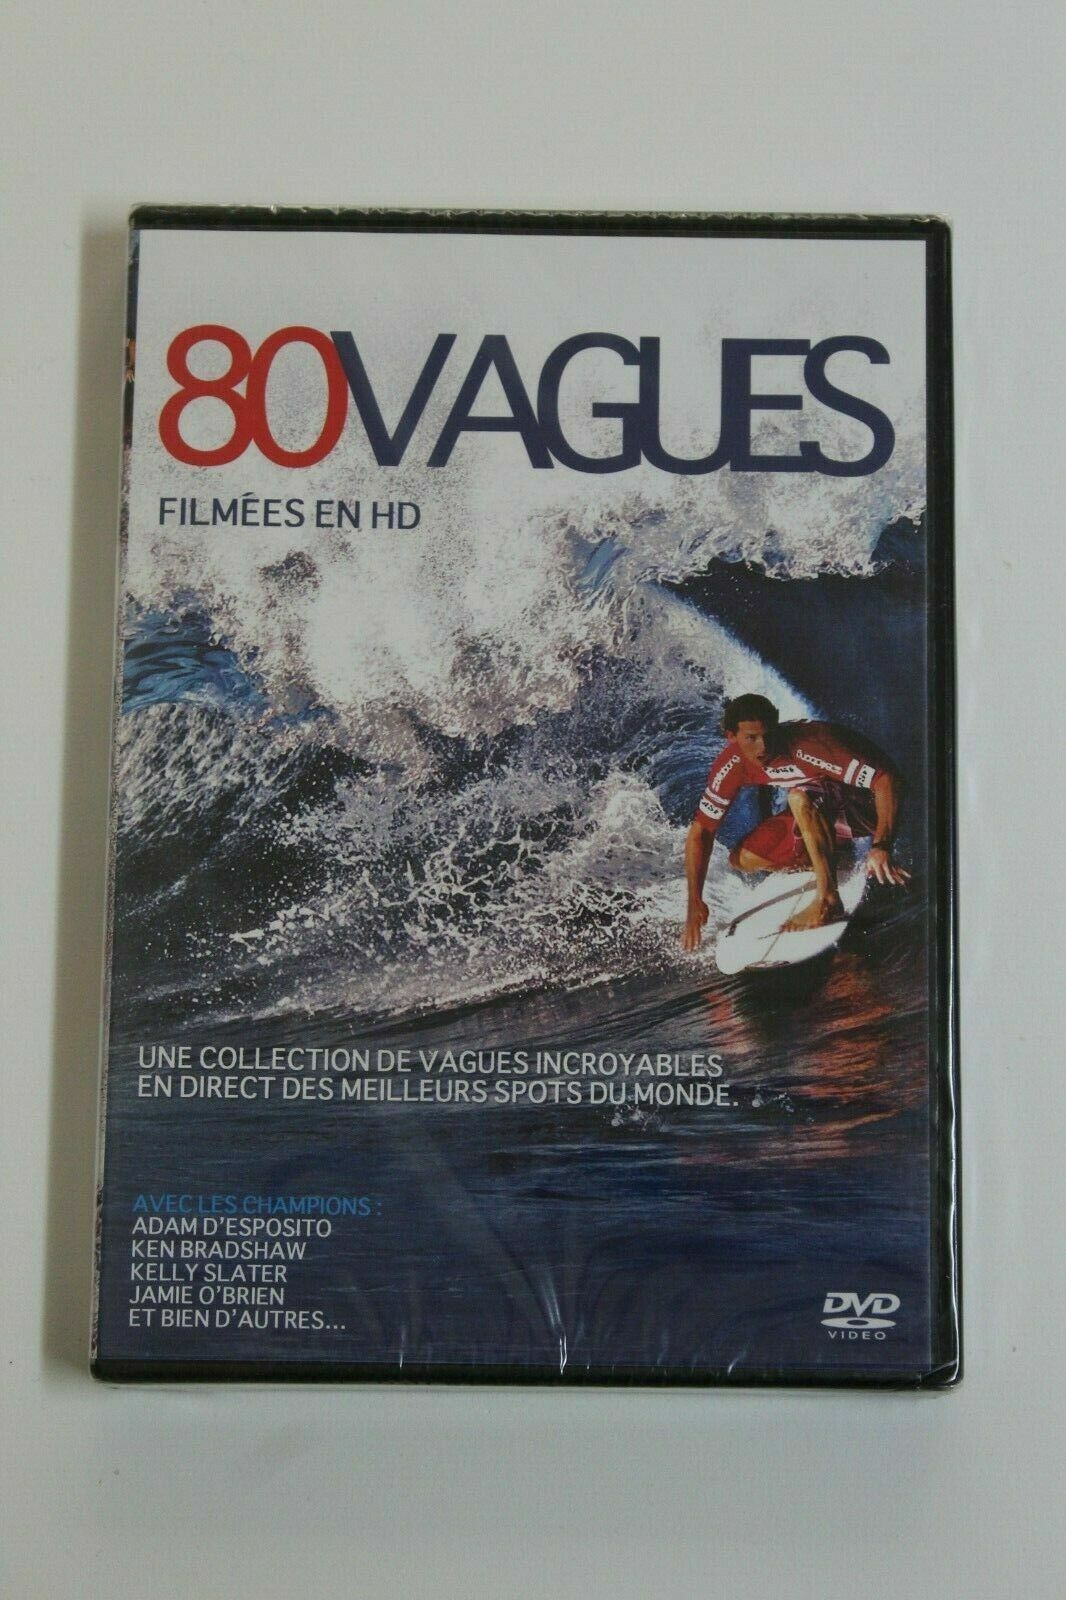 80VAGUES
FILMÉES EN HD
UNE COLLECTION DE VAGUES INCROYABLES
EN DIRECT DES MEILLEURS SPOTS DU MONDE.
AVEC LES CHAMPIONS :
ADAM D'ESPOSITO
KEN BRADSHAW
KELLY SLATER
JAMIE O'BRIEN
ET BIEN D'AUTRES...
DVD
VIDEO